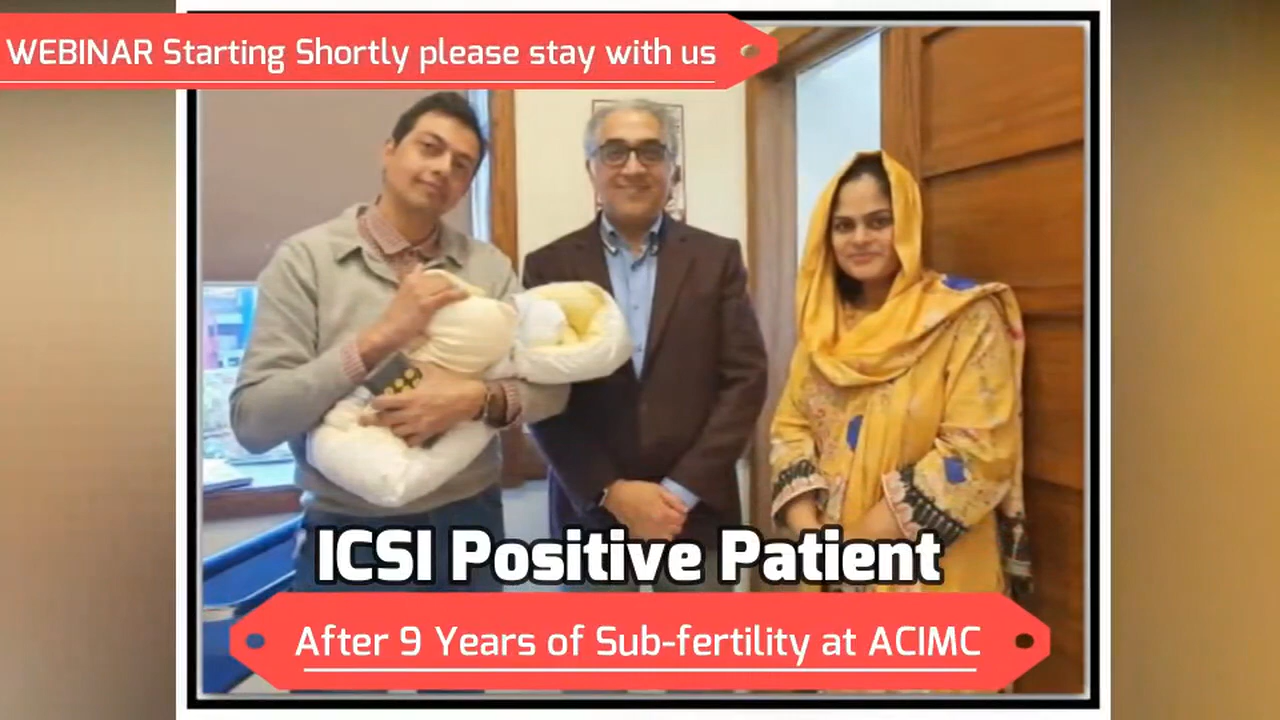 WEBINAR Starting Shortly please stay with us
ICSI Positive Patient
After 9 Years of Sub-fertility at ACIMC